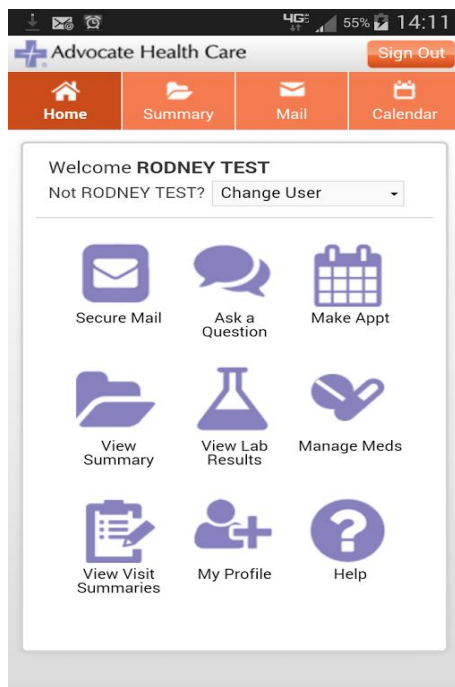 4G 55% 14:11
Advocate Health Care Sign Out
Home Summary Mail Calendar
Welcome RODNEY TEST
Not RODNEY TEST? Change User
Secure Mail Ask a Question Make Appt
View Summary View Lab Results Manage Meds
View Visit Summaries My Profile Help